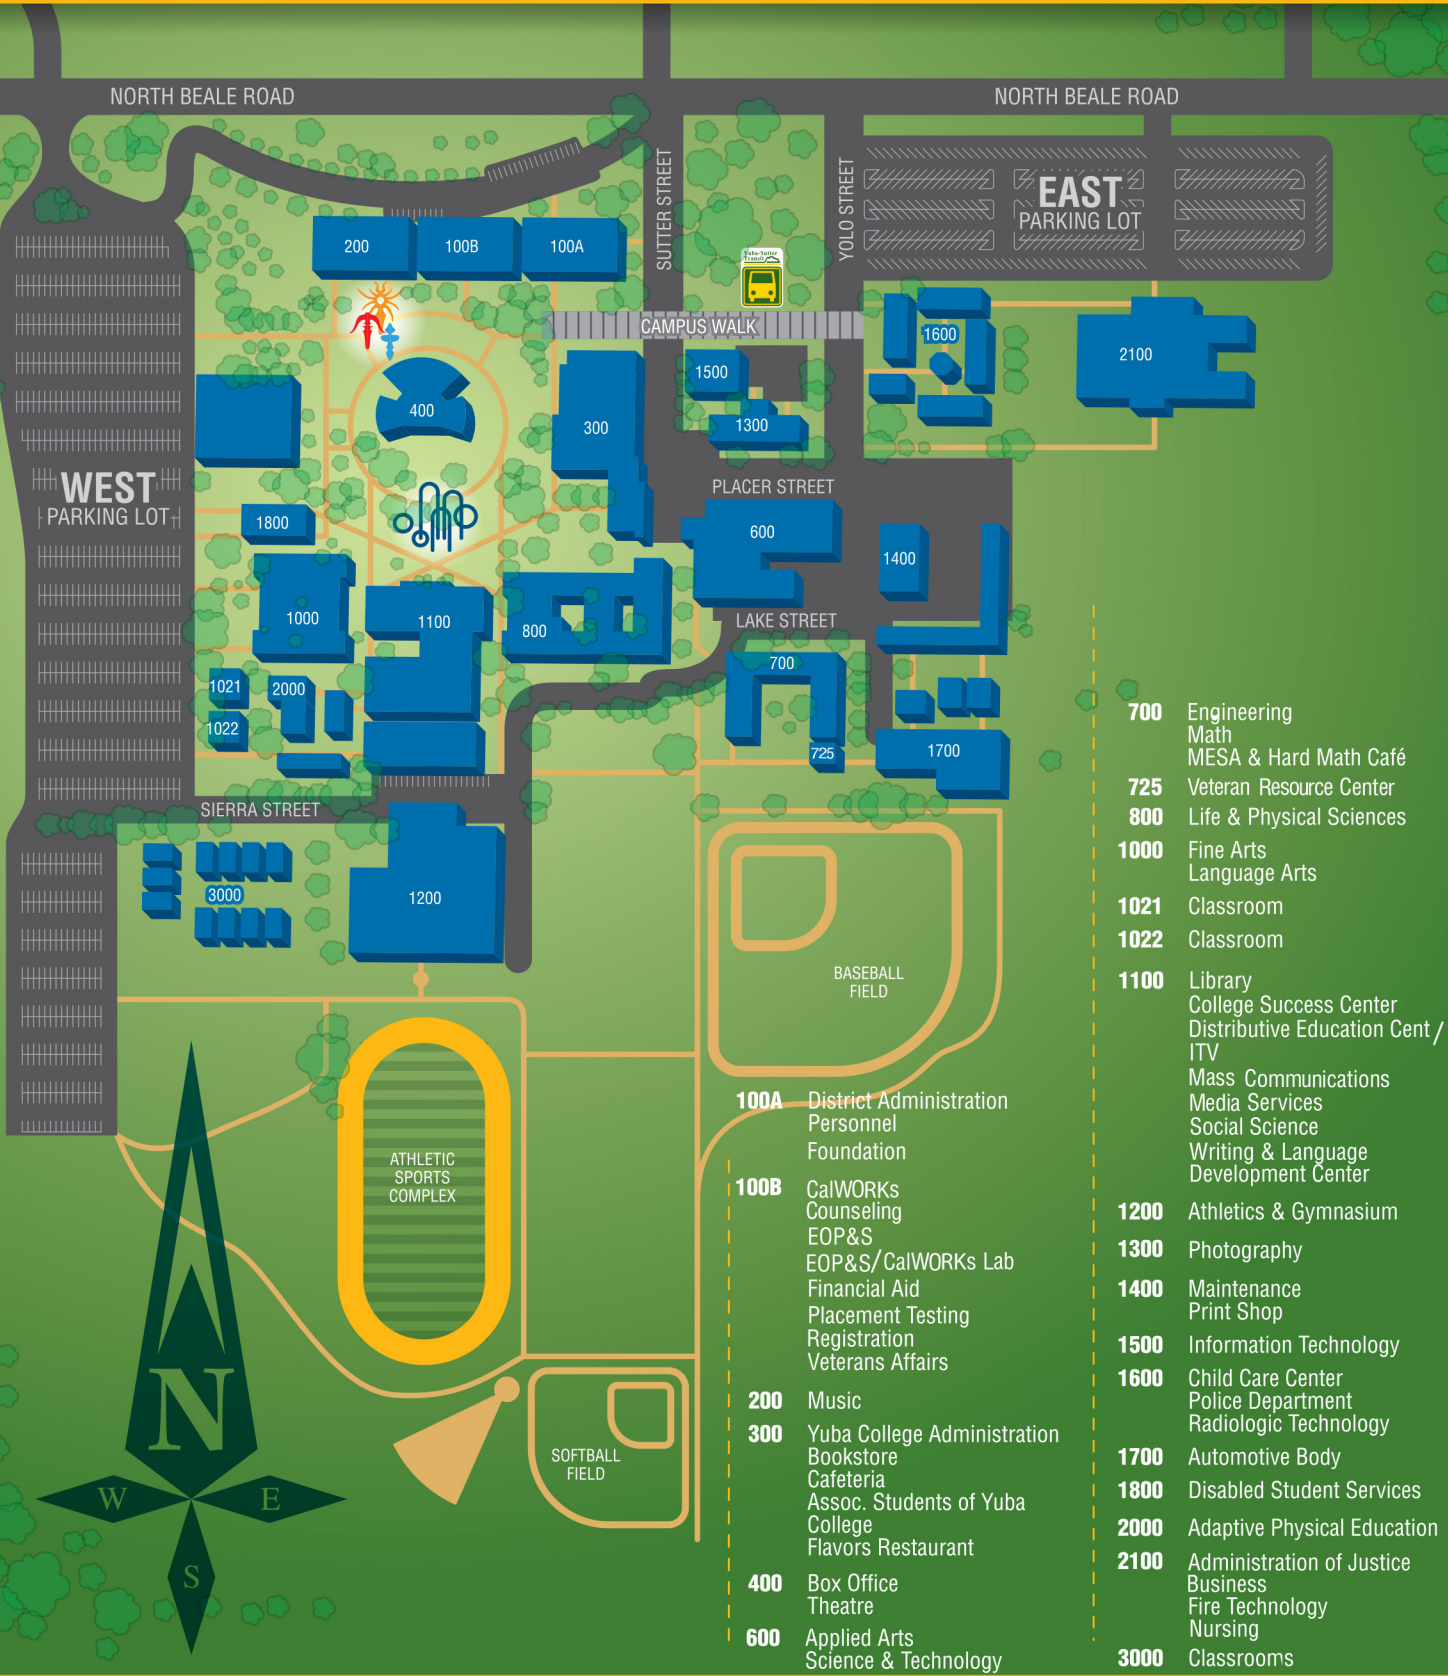 NORTH BEALE ROAD
NORTH BEALE ROAD
SUTTER STREET
YOLO STREET
EAST
PARKING LOT
200
100B
100A
Yuba-Sutter
Transit
CAMPUS WALK
1600
2100
1500
400
300
1300
WEST
PARKING LOT
PLACER STREET
1800
600
1400
1000
1100
800
LAKE STREET
700
1021
2000
1022
725
1700
SIERRA STREET
3000
1200
BASEBALL
FIELD
ATHLETIC
SPORTS
COMPLEX
SOFTBALL
FIELD
N
W
E
S
100A District Administration
Personnel
Foundation
100B CalWORKs
Counseling
EOP&S
EOP&S/CalWORKs Lab
Financial Aid
Placement Testing
Registration
Veterans Affairs
200 Music
300 Yuba College Administration
Bookstore
Cafeteria
Assoc. Students of Yuba
College
Flavors Restaurant
400 Box Office
Theatre
600 Applied Arts
Science & Technology
700 Engineering
Math
MESA & Hard Math Café
725 Veteran Resource Center
800 Life & Physical Sciences
1000 Fine Arts
Language Arts
1021 Classroom
1022 Classroom
1100 Library
College Success Center
Distributive Education Cent/
ITV
Mass Communications
Media Services
Social Science
Writing & Language
Development Center
1200 Athletics & Gymnasium
1300 Photography
1400 Maintenance
Print Shop
1500 Information Technology
1600 Child Care Center
Police Department
Radiologic Technology
1700 Automotive Body
1800 Disabled Student Services
2000 Adaptive Physical Education
2100 Administration of Justice
Business
Fire Technology
Nursing
3000 Classrooms